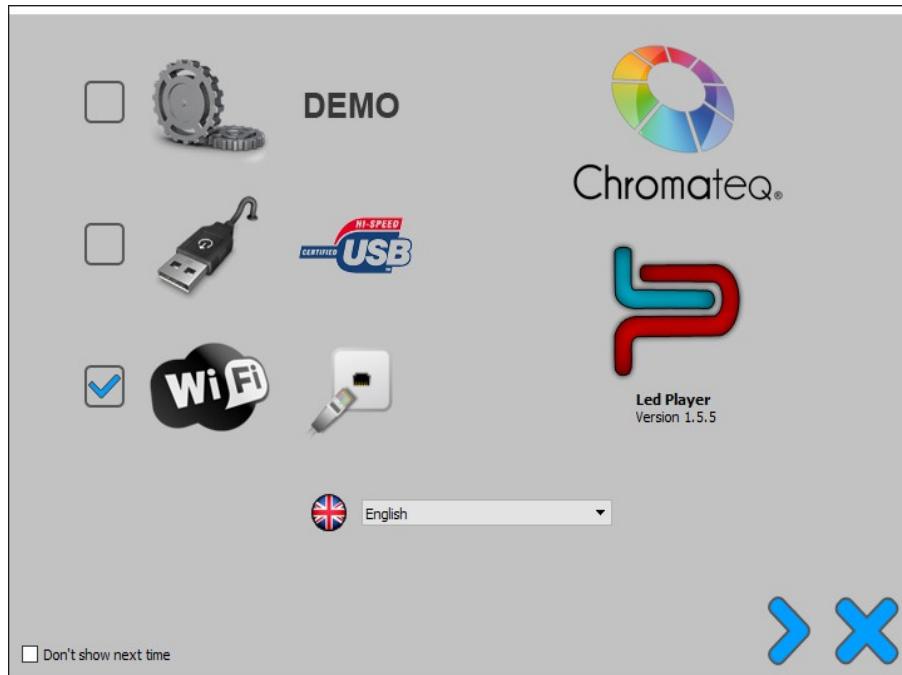 DEMO
Chromateq®
HI-SPEED
CERTIFIED USB
WiFi
Led Player
Version 1.5.5
English
Don't show next time